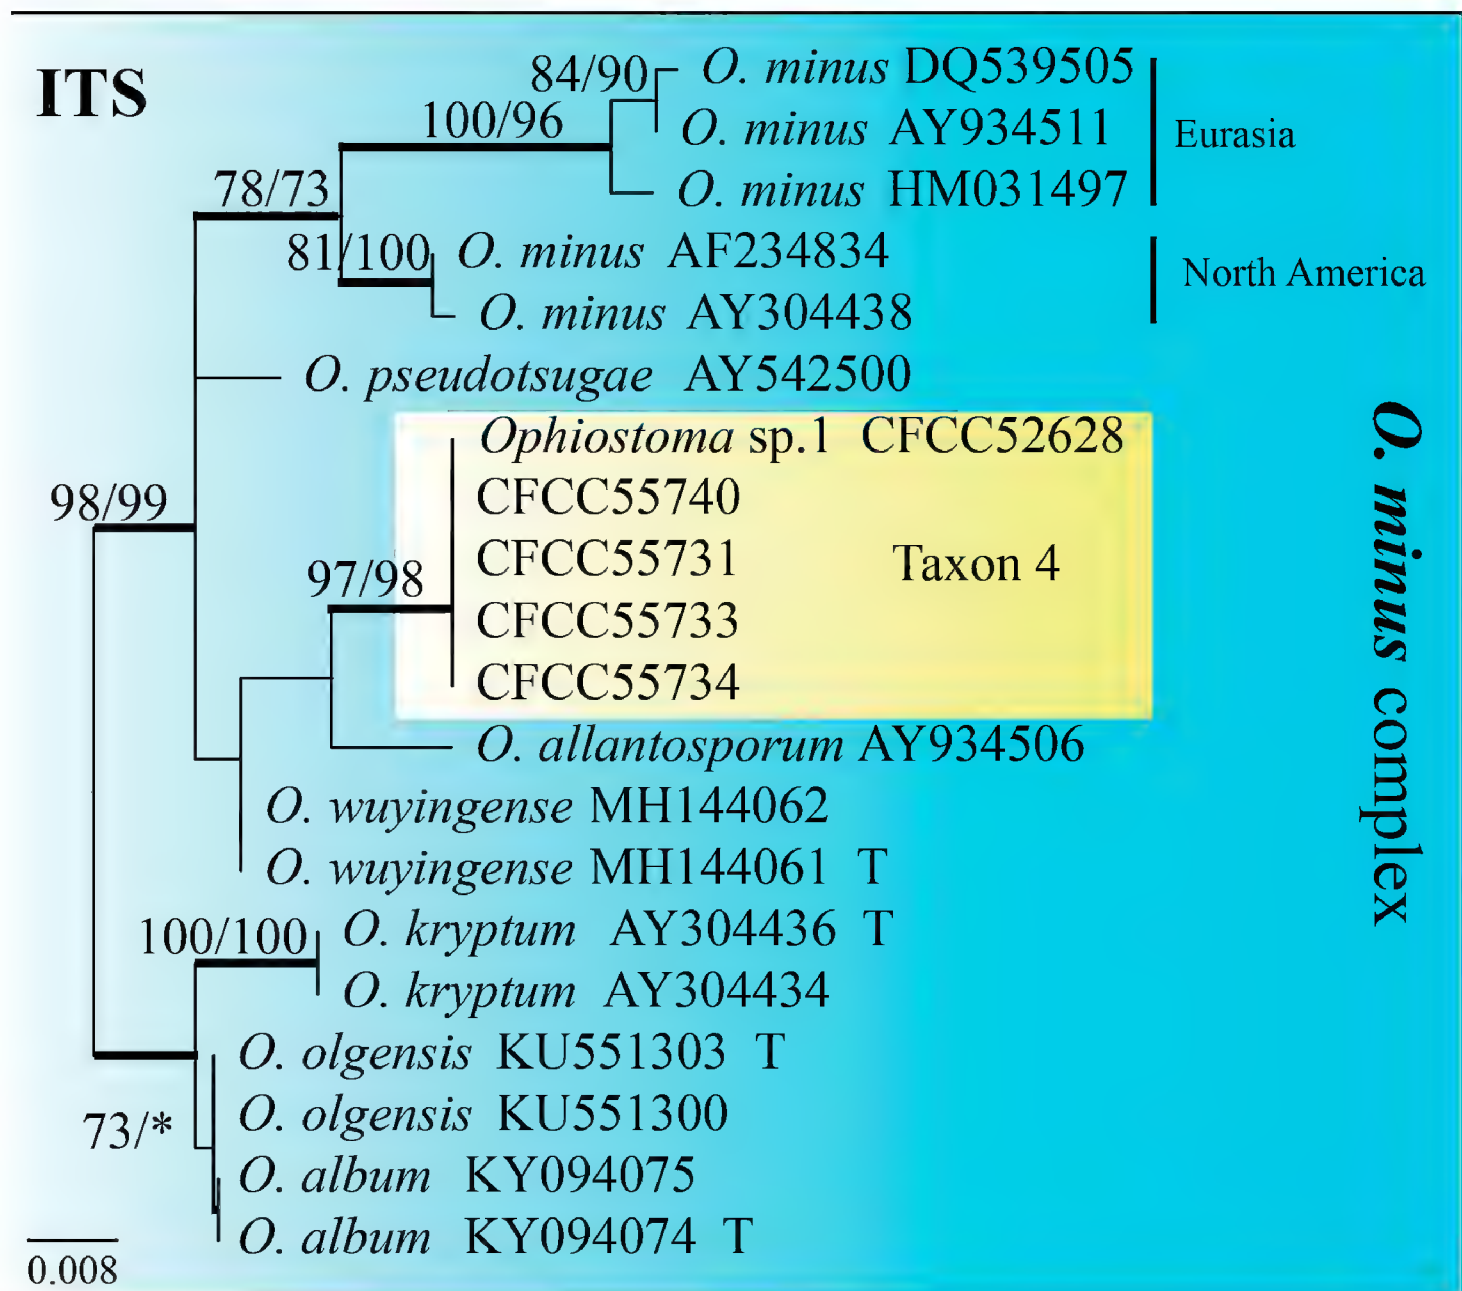 ITS
84/90
O. minus DQ539505
100/96
O. minus AY934511
Eurasia
78/73
O. minus HM031497
81/100
O. minus AF234834
North America
O. minus AY304438
O. pseudotsugae AY542500
Ophiostoma sp.1 CFCC52628
98/99
CFCC55740
97/98
CFCC55731
Taxon 4
CFCC55733
CFCC55734
O. allantosporum AY934506
O. wuyingense MH144062
O. wuyingense MH144061 T
100/100
O. kryptum AY304436 T
O. kryptum AY304434
O. olgensis KU551303 T
73/*
O. olgensis KU551300
O. album KY094075
O. album KY094074 T
0.008
O. minus complex